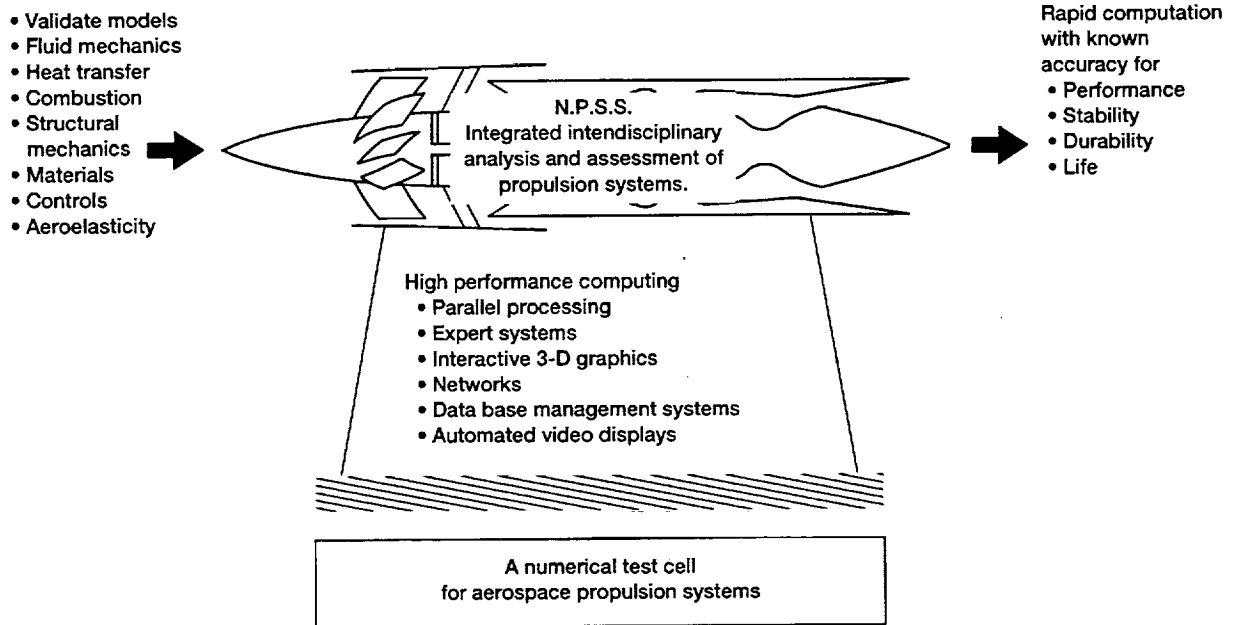 • Validate models
• Fluid mechanics
• Heat transfer
• Combustion
• Structural
mechanics
• Materials
• Controls
• Aeroelasticity
N.P.S.S.
Integrated intendisciplinary
analysis and assessment of
propulsion systems.
Rapid computation
with known
accuracy for
• Performance
• Stability
• Durability
• Life
High performance computing
• Parallel processing
• Expert systems
• Interactive 3-D graphics
• Networks
• Data base management systems
• Automated video displays
A numerical test cell
for aerospace propulsion systems